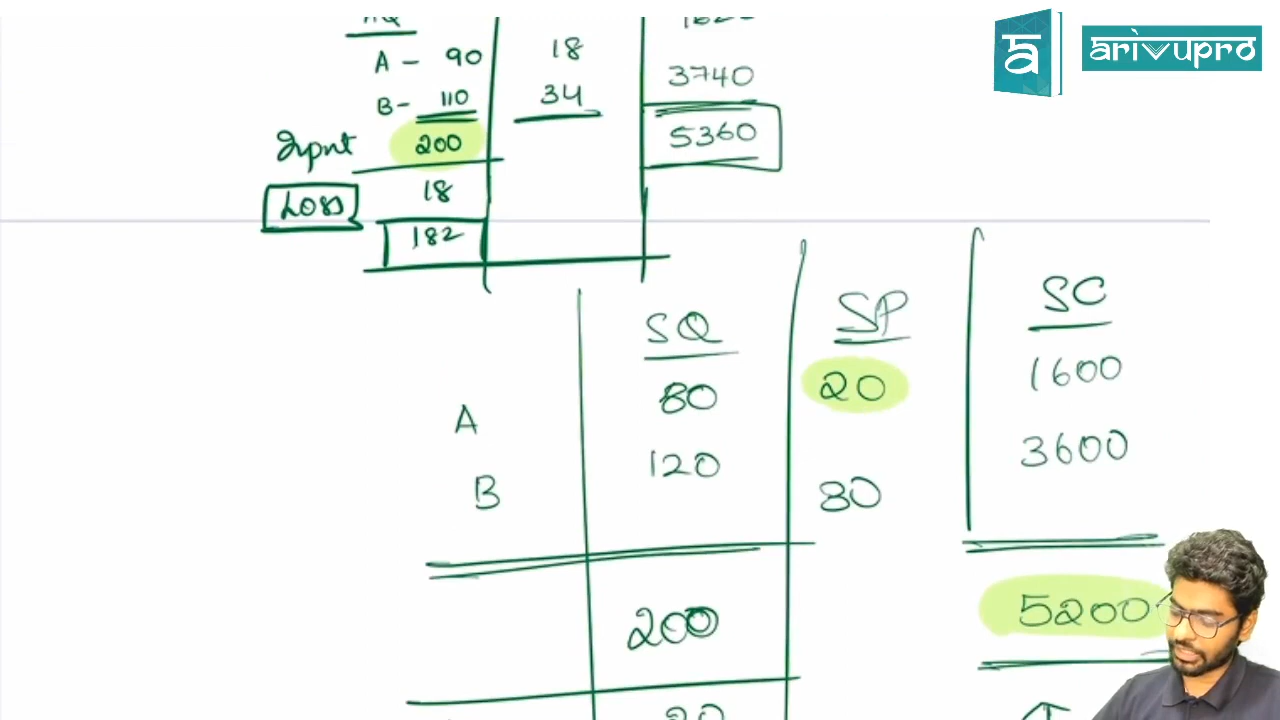 A - 90 18 3740
B- 110 34
Input 200 5360
Loss 18
182
arivupro
SQ SP SC
A 80 20 1600
B 120 30 3600
200 5200